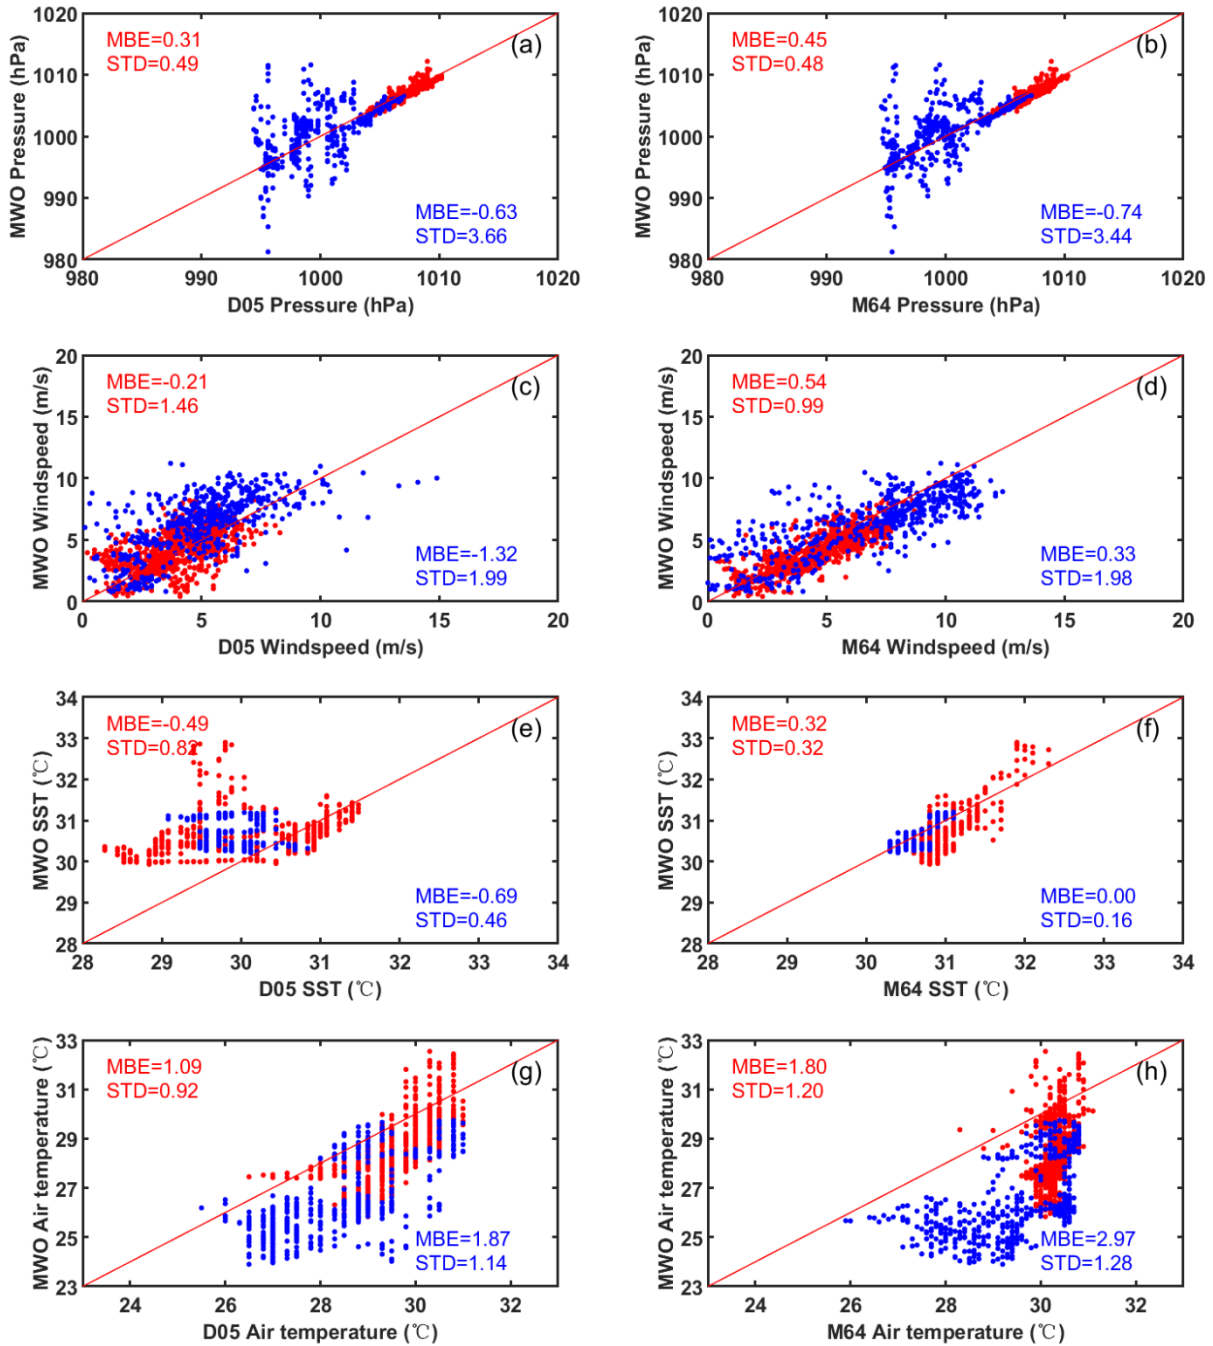 1020
1010
1000
990
980
MWO Pressure (hPa)
MBE=0.31
STD=0.49
(a)
MBE=-0.63
STD=3.66
980 990 1000 1010 1020
D05 Pressure (hPa)
1020
1010
1000
990
980
MWO Pressure (hPa)
MBE=0.45
STD=0.48
(b)
MBE=-0.74
STD=3.44
980 990 1000 1010 1020
M64 Pressure (hPa)
20
15
10
5
0
MWO Windspeed (m/s)
MBE=-0.21
STD=1.46
(c)
MBE=-1.32
STD=1.99
0 5 10 15 20
D05 Windspeed (m/s)
20
15
10
5
0
MWO Windspeed (m/s)
MBE=0.54
STD=0.99
(d)
MBE=0.33
STD=1.98
0 5 10 15 20
M64 Windspeed (m/s)
34
33
32
31
30
29
28
MWO SST (℃)
MBE=-0.49
STD=0.82
(e)
MBE=-0.69
STD=0.46
28 29 30 31 32 33 34
D05 SST (℃)
34
33
32
31
30
29
28
MWO SST (℃)
MBE=0.32
STD=0.32
(f)
MBE=0.00
STD=0.16
28 29 30 31 32 33 34
M64 SST (℃)
33
31
29
27
25
23
MWO Air temperature (℃)
MBE=1.09
STD=0.92
(g)
MBE=1.87
STD=1.14
24 26 28 30 32
D05 Air temperature (℃)
33
31
29
27
25
23
MWO Air temperature (℃)
MBE=1.80
STD=1.20
(h)
MBE=2.97
STD=1.28
24 26 28 30 32
M64 Air temperature (℃)